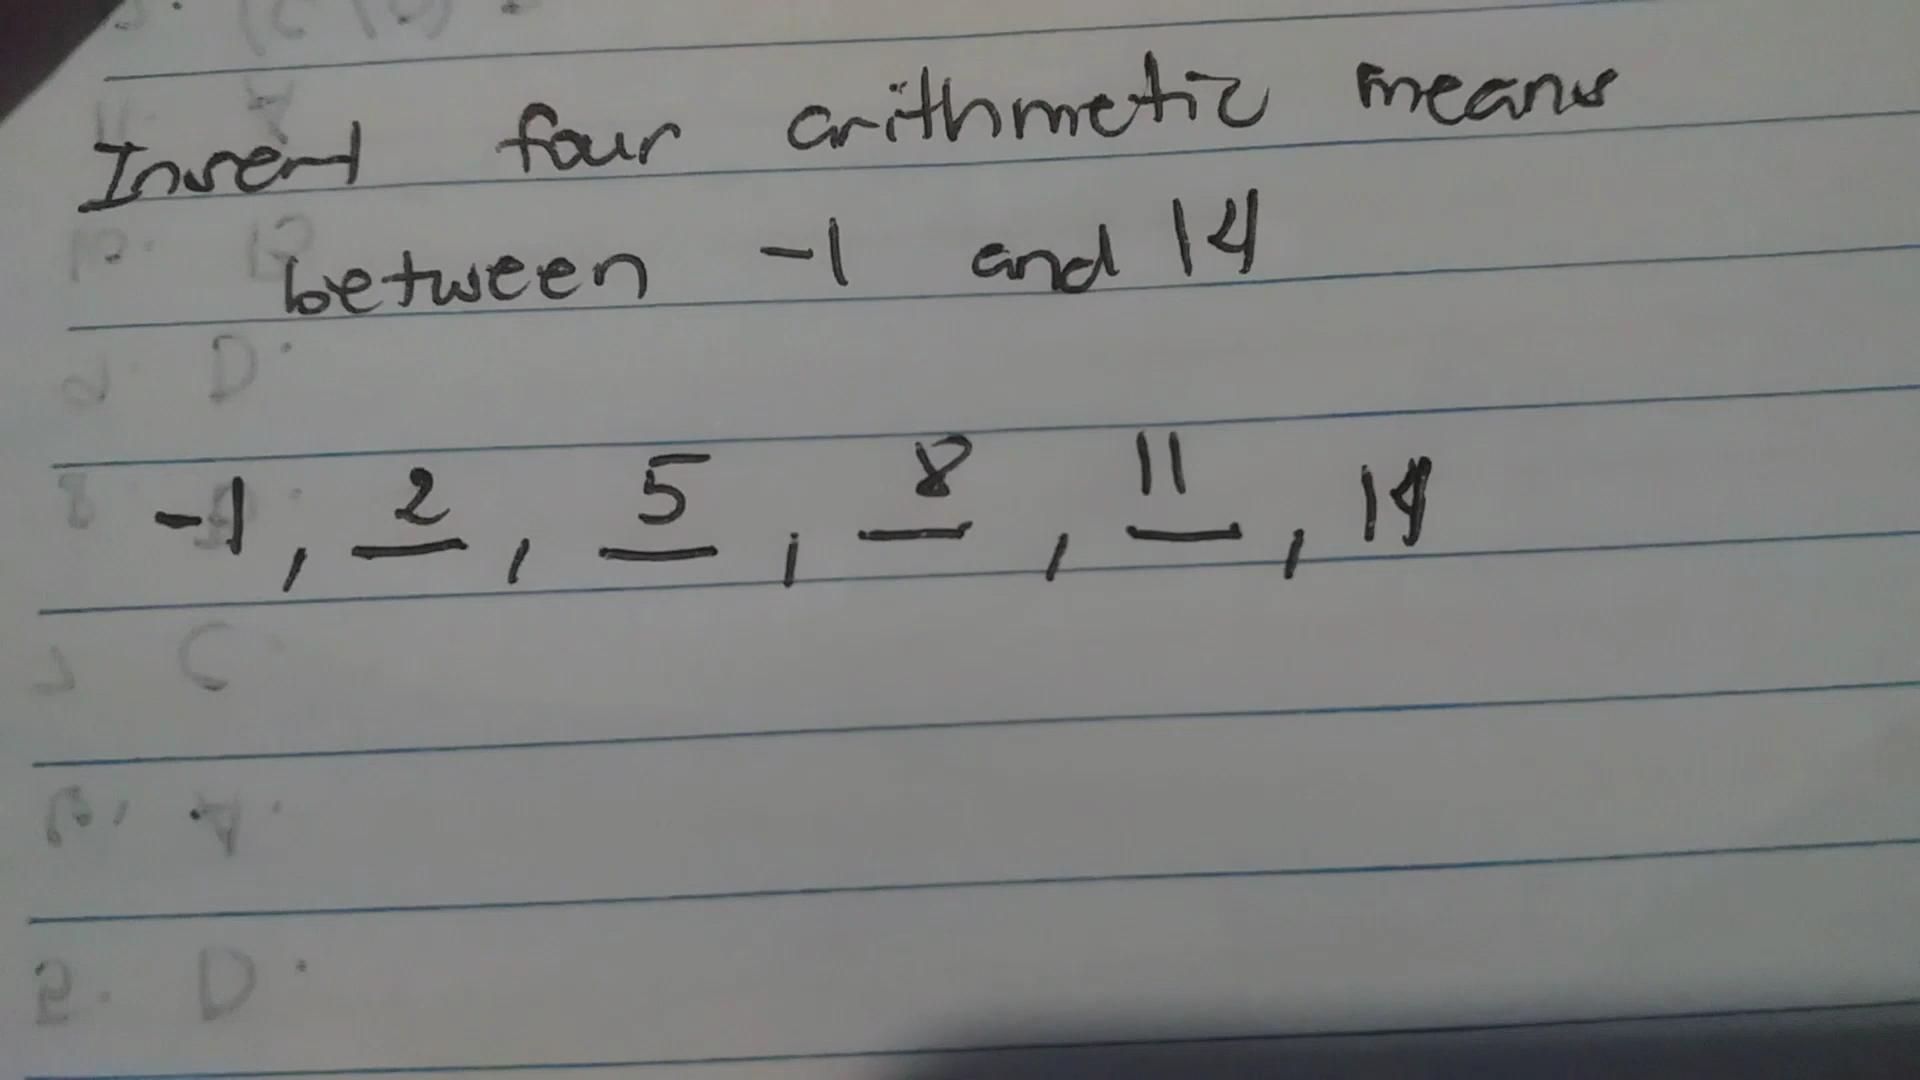 Insert four arithmetic means
between -1 and 14
-1, 2, 5, 8, 11, 14